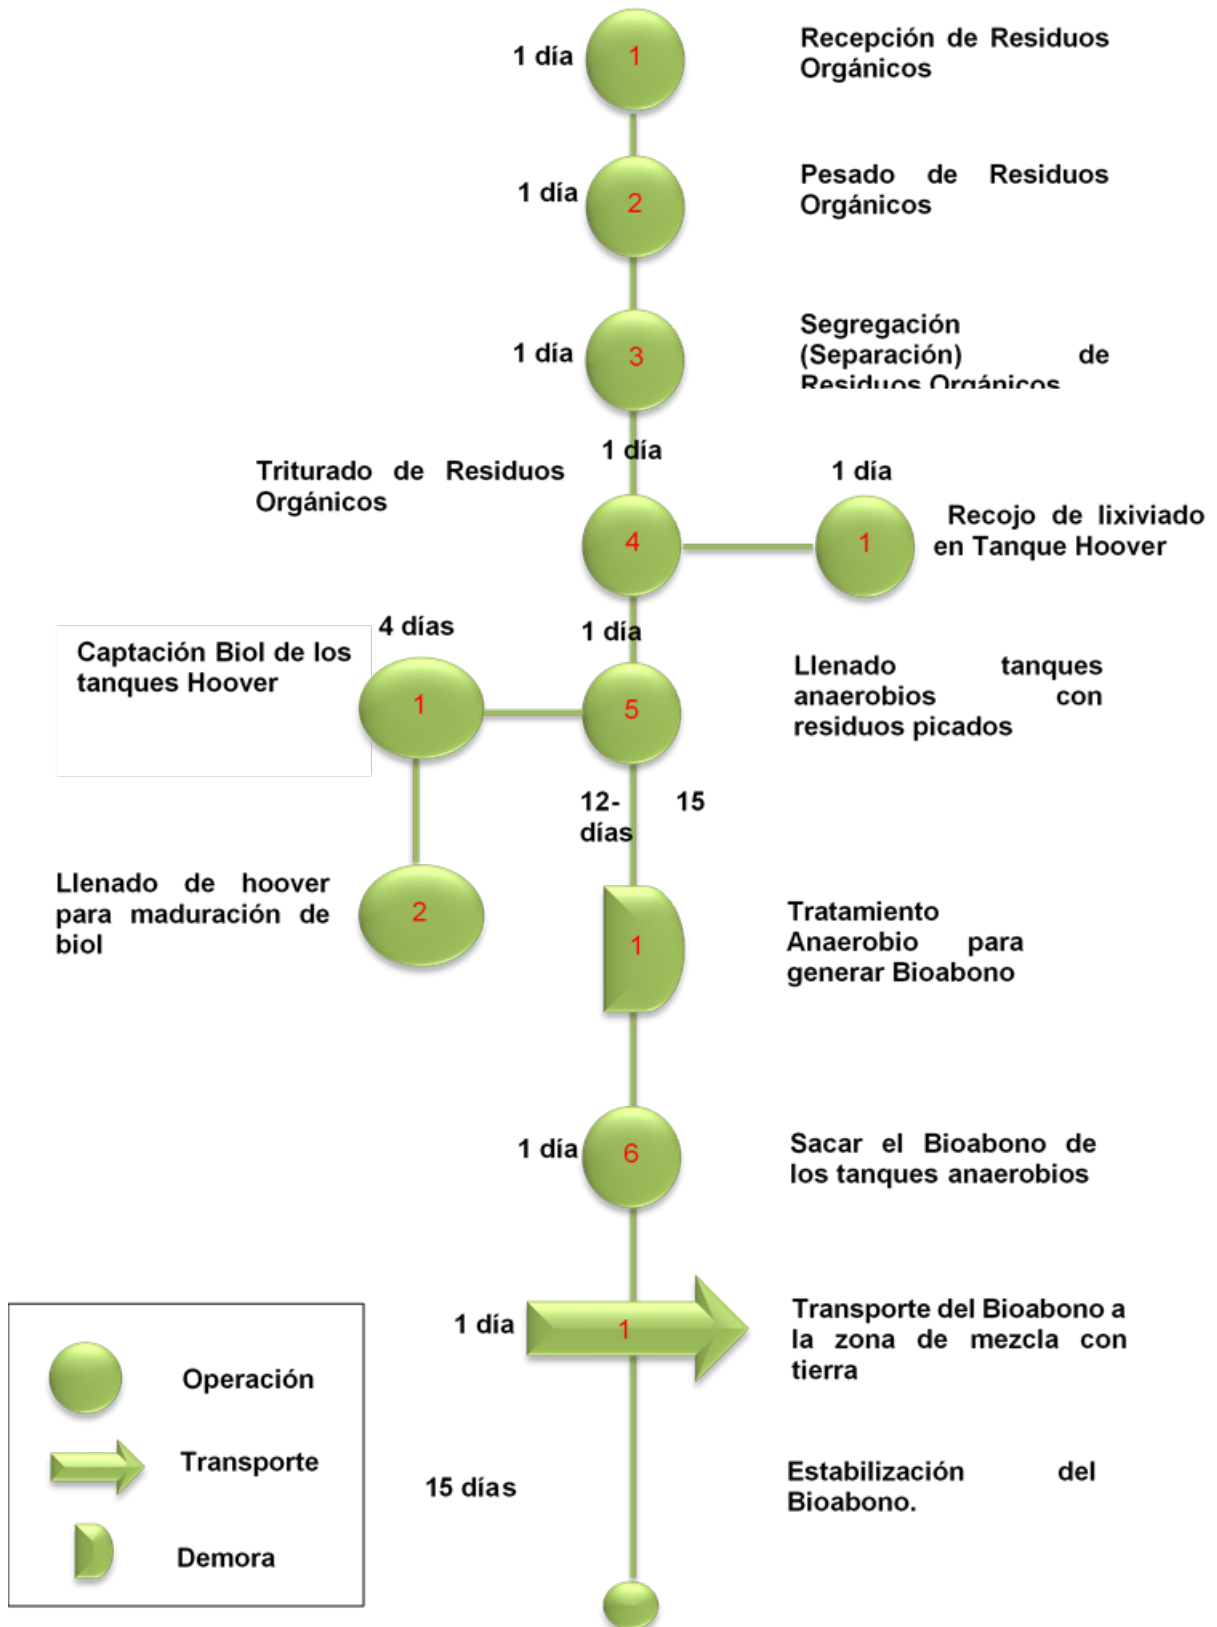 1 día
1
Recepción de Residuos
Orgánicos
1 día
2
Pesado de Residuos
Orgánicos
1 día
3
Segregación
(Separación) de
Residuos Orgánicos
1 día
Triturado de Residuos
Orgánicos
4
1 día
1
Recojo de lixiviado
en Tanque Hoover
4 días
Captación Biol de los
tanques Hoover
1
1 día
5
Llenado tanques
anaerobios con
residuos picados
12- 15
días
Llenado de hoover
para maduración de
biol
2
1
Tratamiento
Anaerobio para
generar Bioabono
1 día
6
Sacar el Bioabono de
los tanques anaerobios
1 día
1
Transporte del Bioabono a
la zona de mezcla con
tierra
15 días
Estabilización del
Bioabono.
Operación
Transporte
Demora